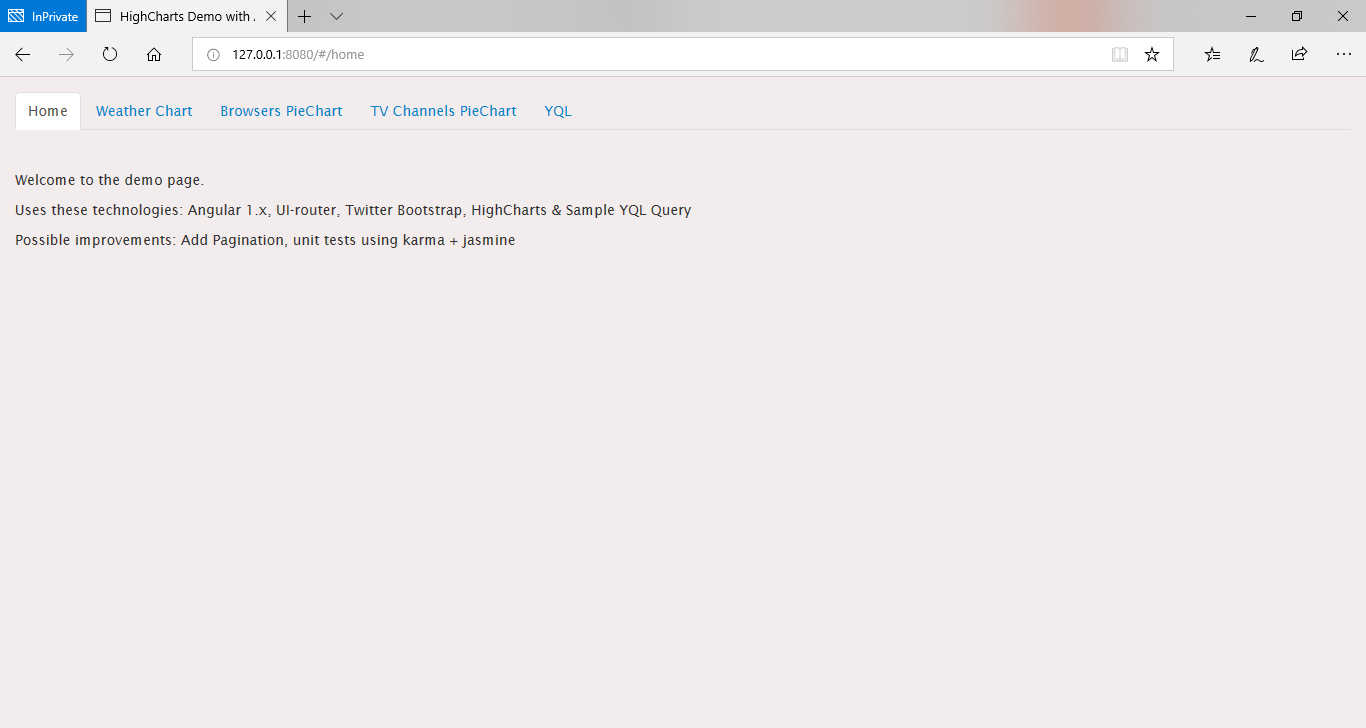 InPrivate HighCharts Demo with
127.0.0.1:8080/#/home
Home Weather Chart Browsers PieChart TV Channels PieChart YQL
Welcome to the demo page.
Uses these technologies: Angular 1.x, UI-router, Twitter Bootstrap, HighCharts & Sample YQL Query
Possible improvements: Add Pagination, unit tests using karma + jasmine